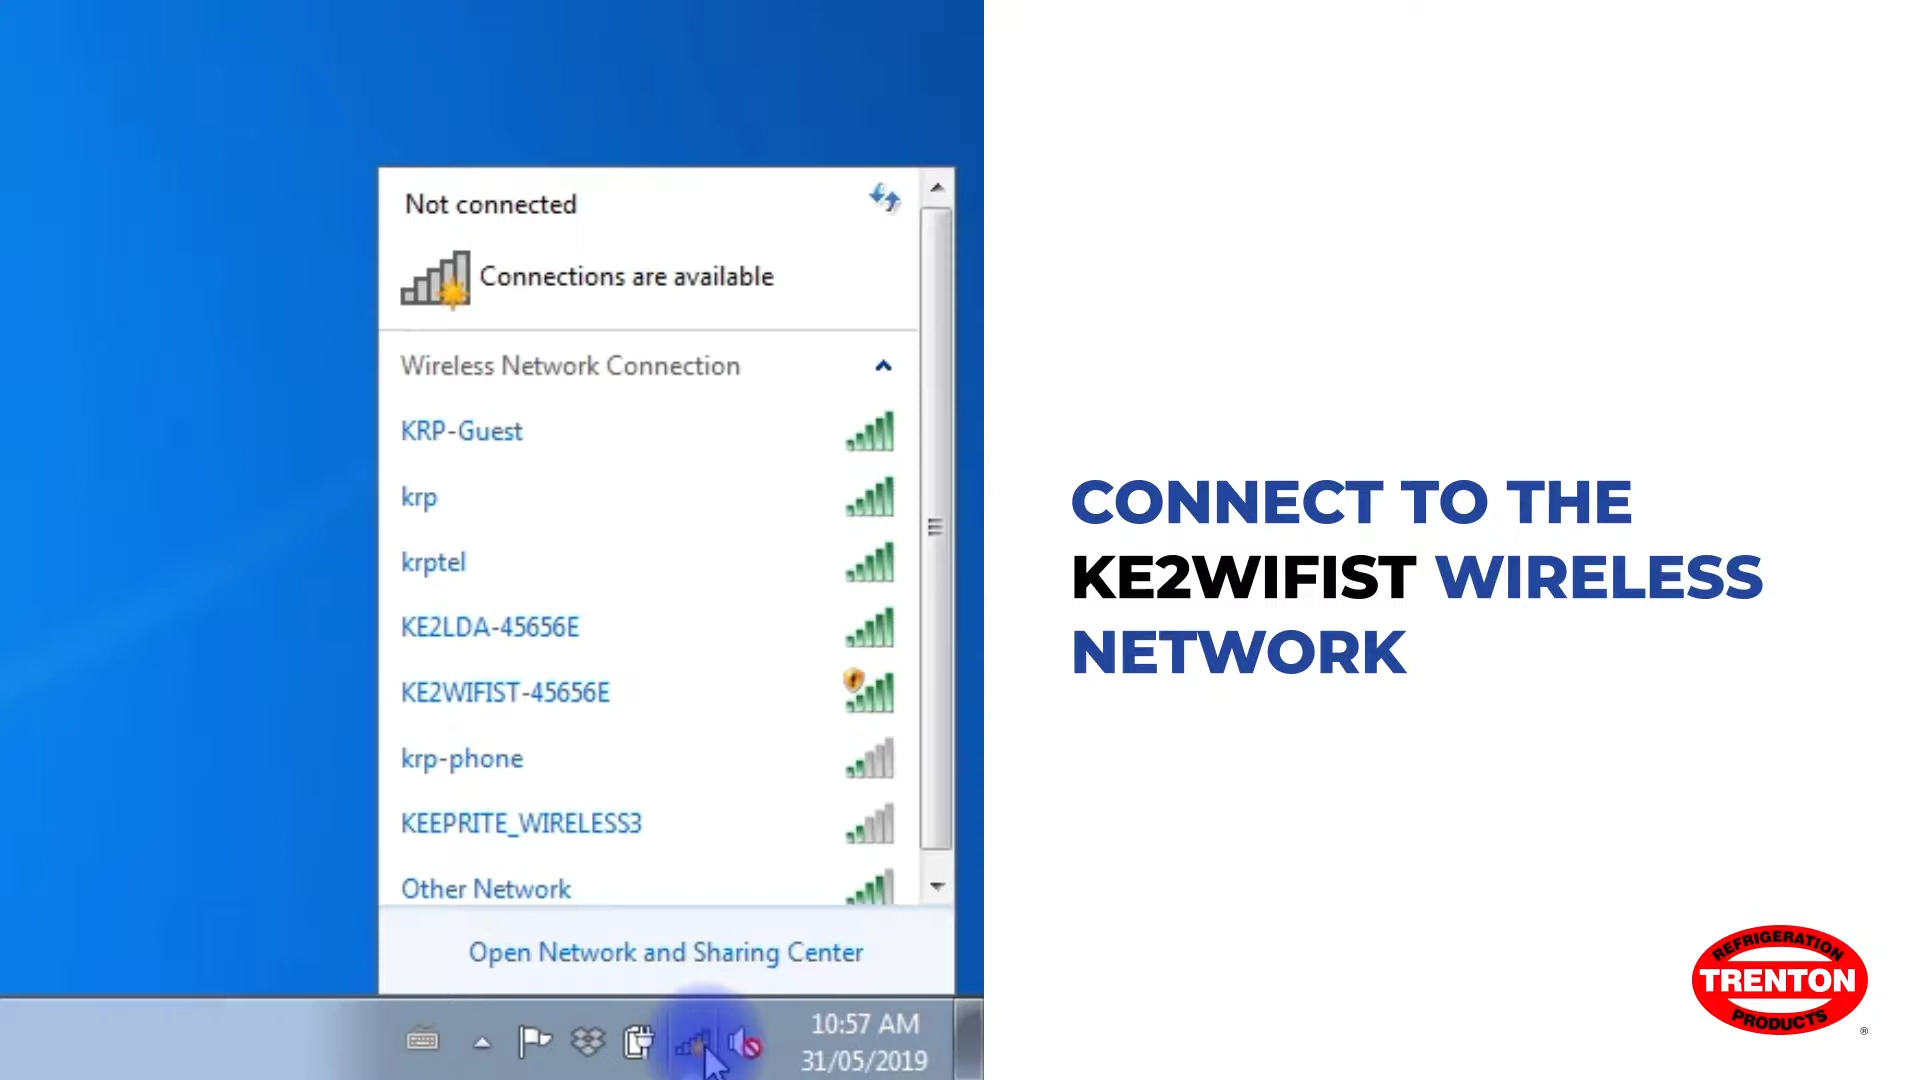 Not connected
Connections are available
Wireless Network Connection
KRP-Guest
krp
krptel
KE2LDA-45656E
KE2WIFIST-45656E
krp-phone
KEEPRITE_WIRELESS3
Other Network
Open Network and Sharing Center
10:57 AM
31/05/2019
CONNECT TO THE
KE2WIFIST WIRELESS
NETWORK
REFRIGERATION
TRENTON
PRODUCTS
®